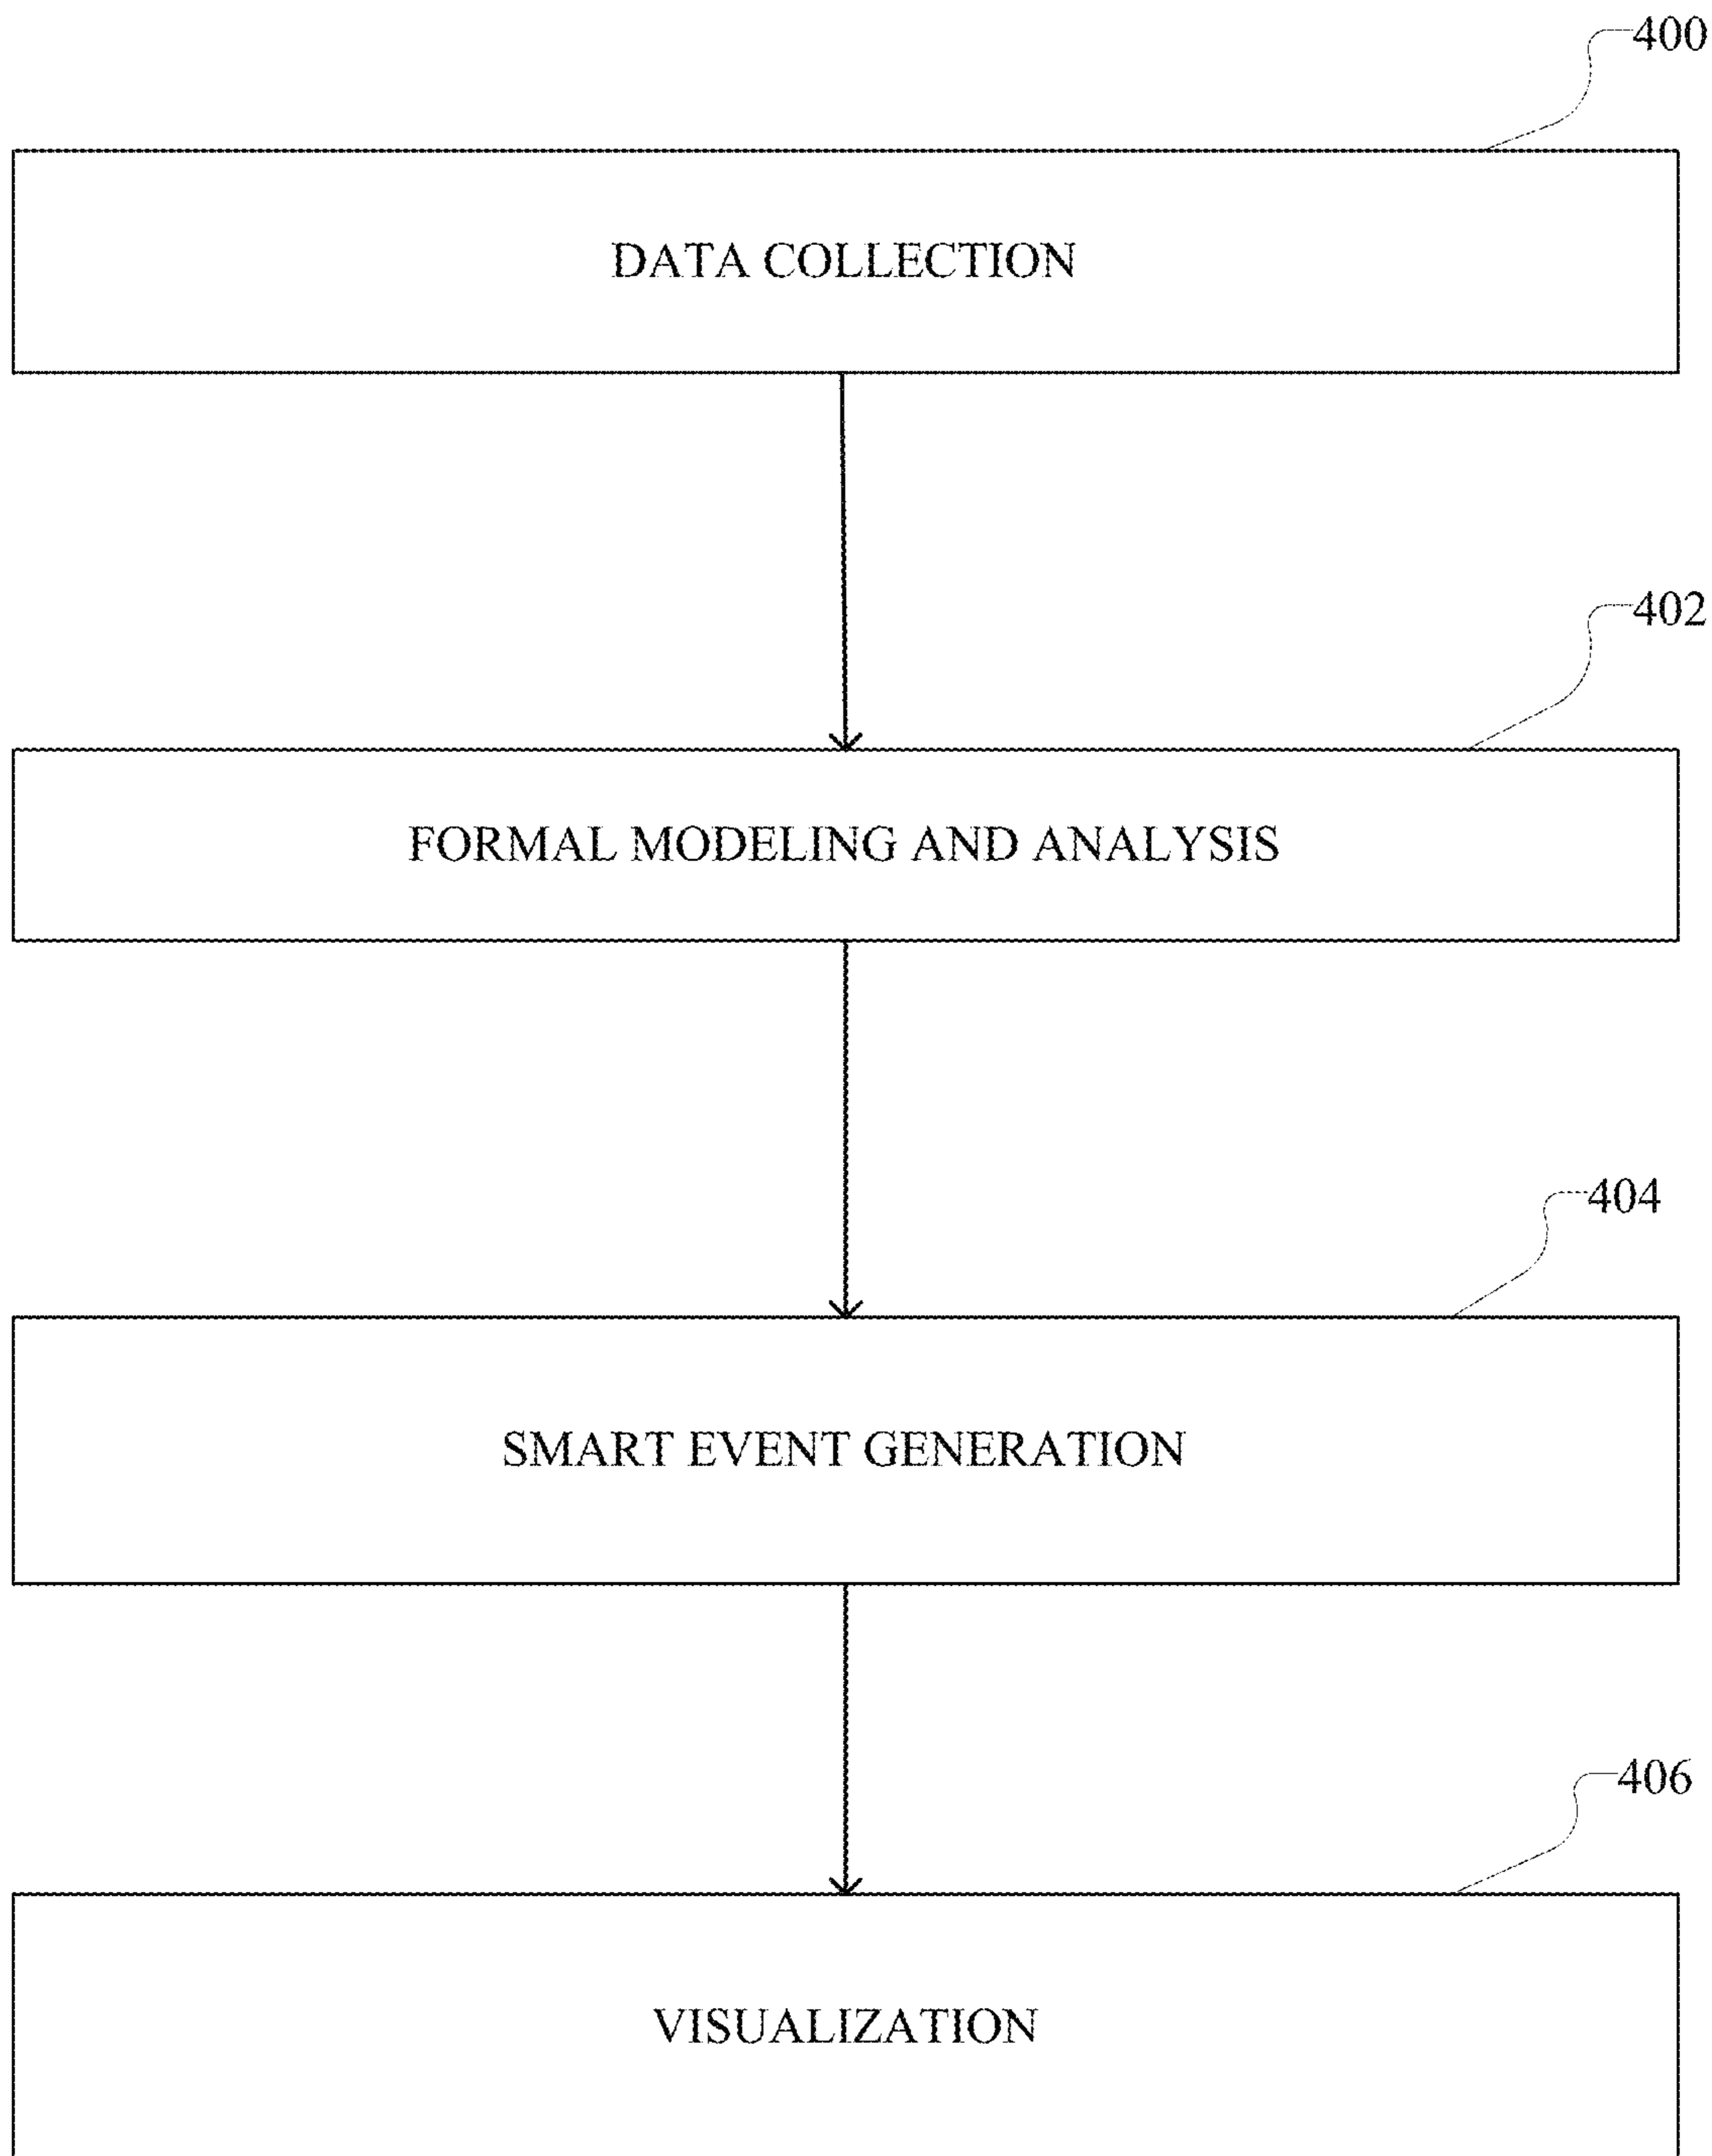 400
DATA COLLECTION
402
FORMAL MODELING AND ANALYSIS
404
SMART EVENT GENERATION
406
VISUALIZATION